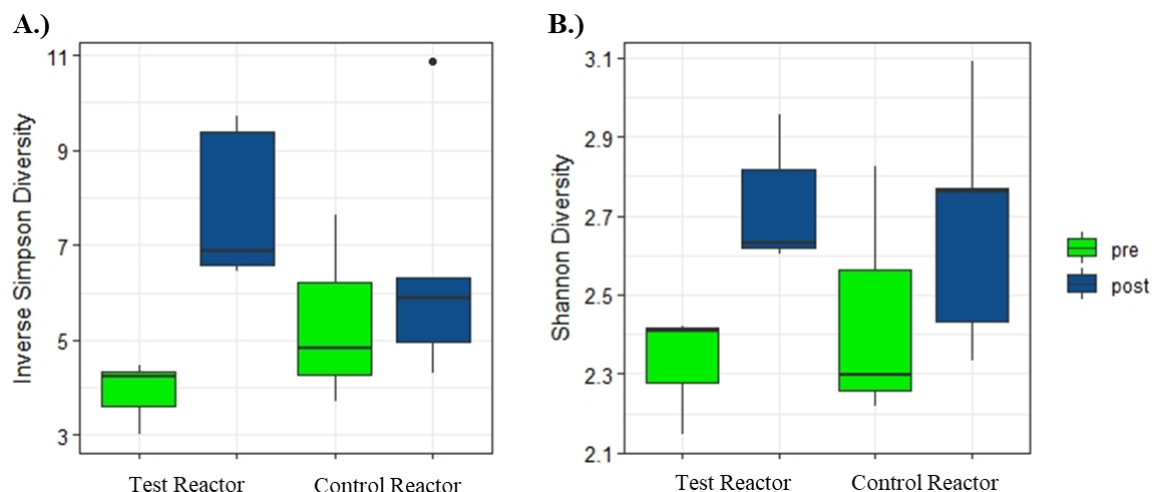 A.)
Inverse Simpson Diversity
11
9
7
5
3
Test Reactor
Control Reactor
B.)
Shannon Diversity
3.1
2.9
2.7
2.5
2.3
2.1
Test Reactor
Control Reactor
pre
post